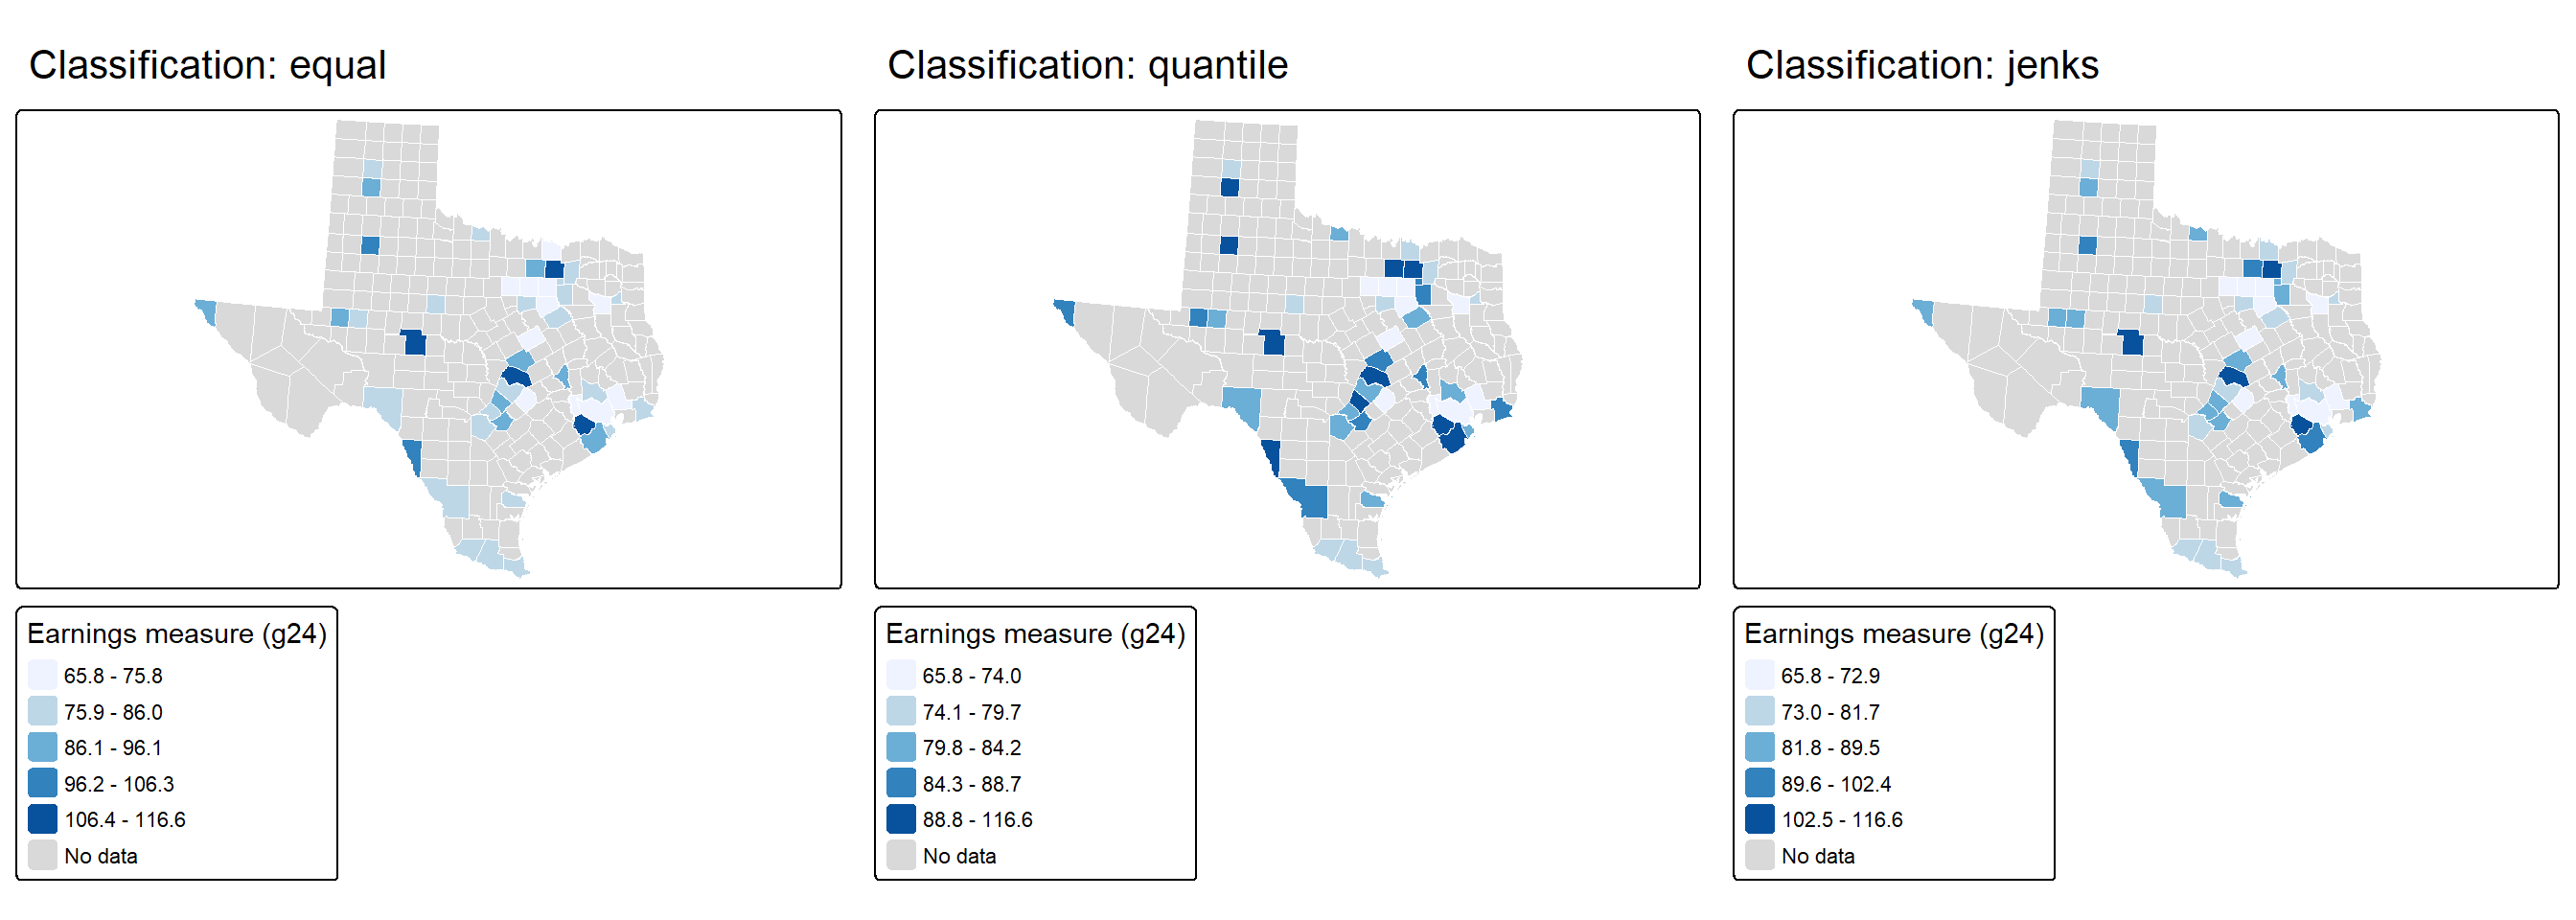 Classification: equal
Classification: quantile
Classification: jenks
Earnings measure (g24)
65.8 - 75.8
75.9 - 86.0
86.1 - 96.1
96.2 - 106.3
106.4 - 116.6
No data
Earnings measure (g24)
65.8 - 74.0
74.1 - 79.7
79.8 - 84.2
84.3 - 88.7
88.8 - 116.6
No data
Earnings measure (g24)
65.8 - 72.9
73.0 - 81.7
81.8 - 89.5
89.6 - 102.4
102.5 - 116.6
No data